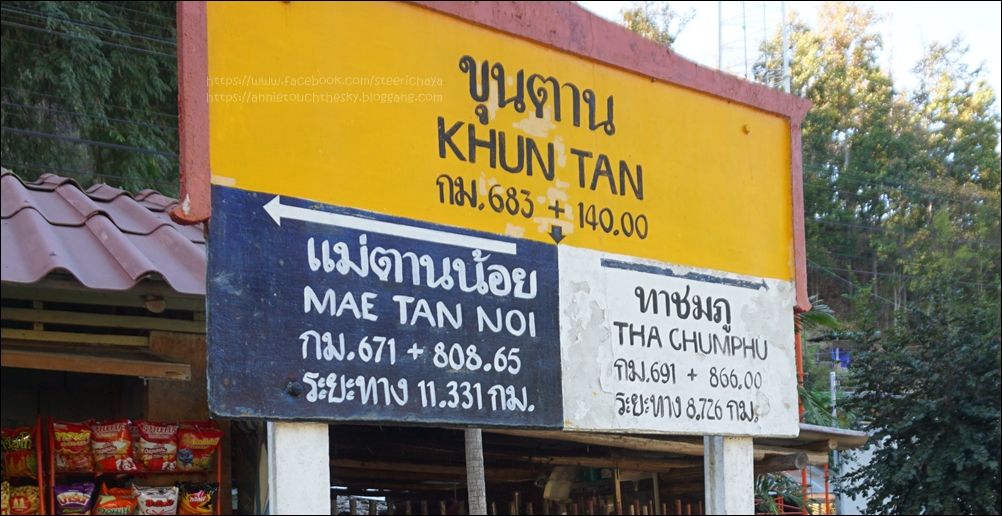 https://www.facebook.com/steerichaya
https://annietouchthesky.bloggang.com
ขุนตาน
KHUN TAN
กม.683 + 140.00
แม่ตานน้อย
MAE TAN NOI
กม.671 + 808.65
ระยะทาง 11.331 กม.
ทาชมภู
THA CHUMPHU
กม.691 + 866.00
ระยะทาง 8.726 กม.